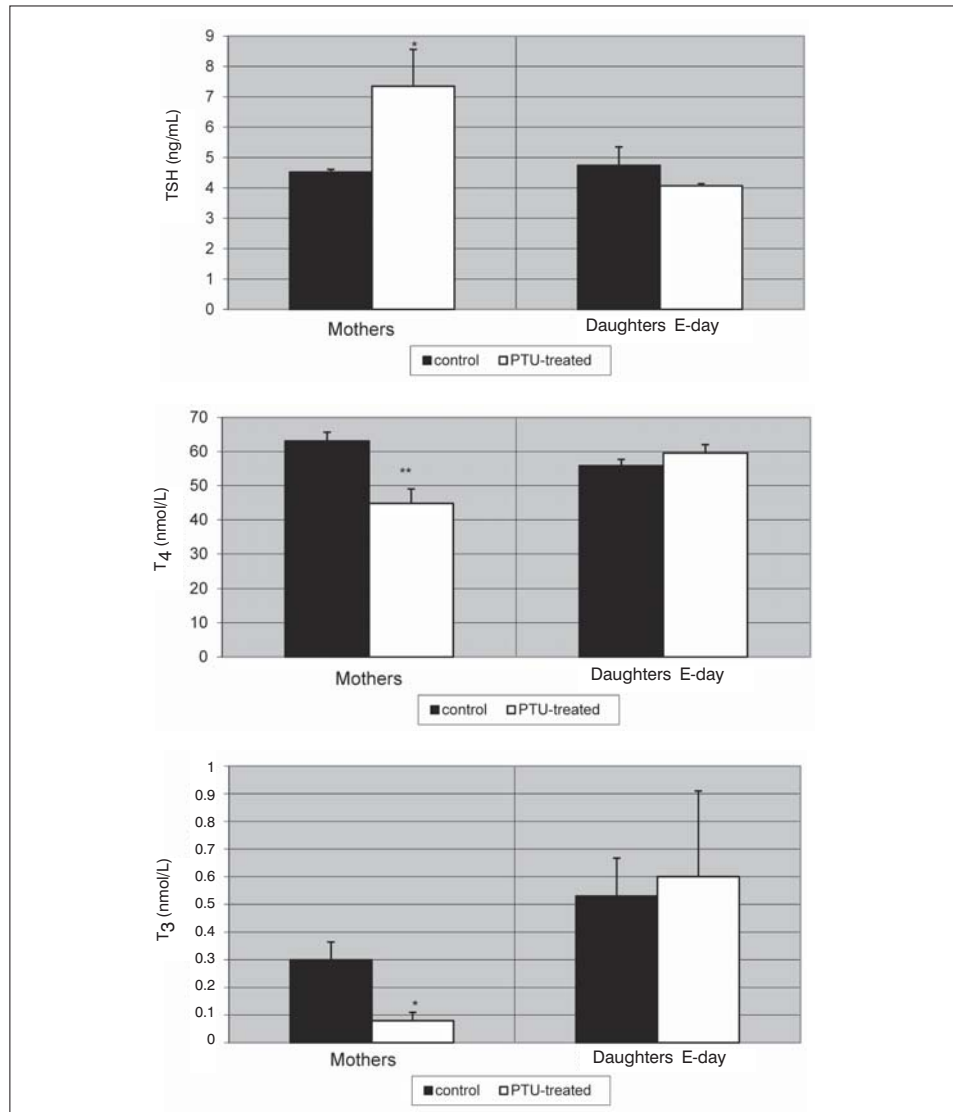 TSH (ng/mL)
9
8
7
6
5
4
3
2
1
0
*
Mothers
Daughters E-day
control PTU-treated
T4 (nmol/L)
70
60
50
40
30
20
10
0
**
Mothers
Daughters E-day
control PTU-treated
T3 (nmol/L)
1
0.9
0.8
0.7
0.6
0.5
0.4
0.3
0.2
0.1
0
*
Mothers
Daughters E-day
control PTU-treated